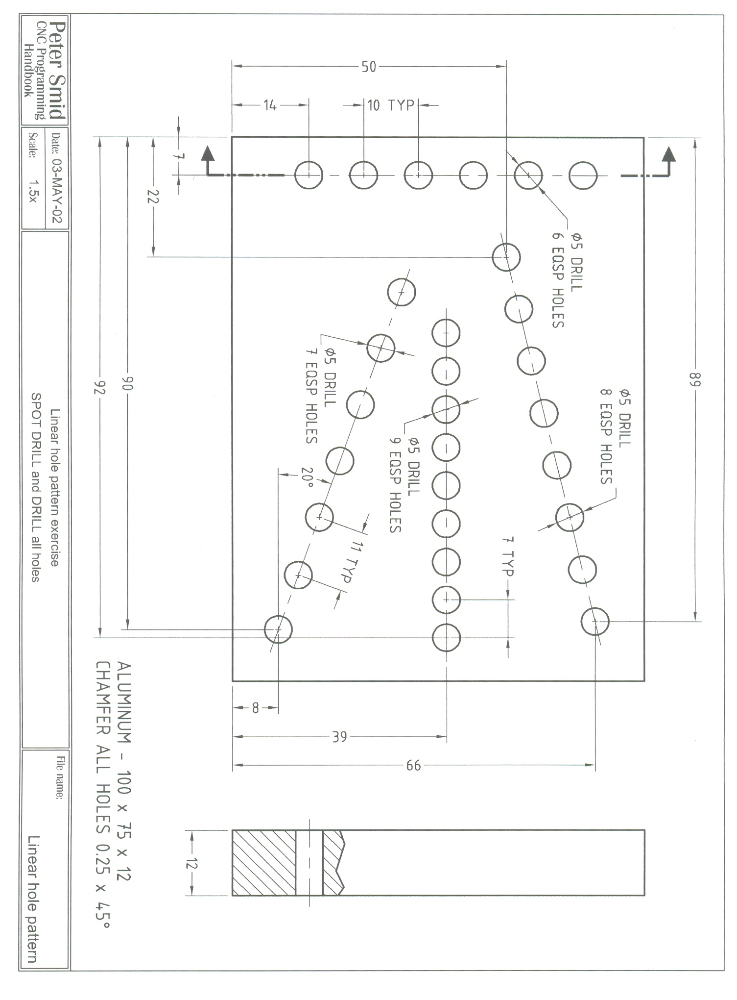 50
14
10 TYP
7
22
90
92
89
ø5 DRILL
6 EQSP HOLES
ø5 DRILL
8 EQSP HOLES
ø5 DRILL
7 EQSP HOLES
ø5 DRILL
9 EQSP HOLES
20°
11 TYP
7 TYP
8
39
66
12
ALUMINUM - 100 x 75 x 12
CHAMFER ALL HOLES 0.25 x 45°
Peter Smid
CNC Programming
Handbook
Date: 03-MAY-02
Scale: 1.5x
Linear hole pattern exercise
SPOT DRILL and DRILL all holes
File name:
Linear hole pattern